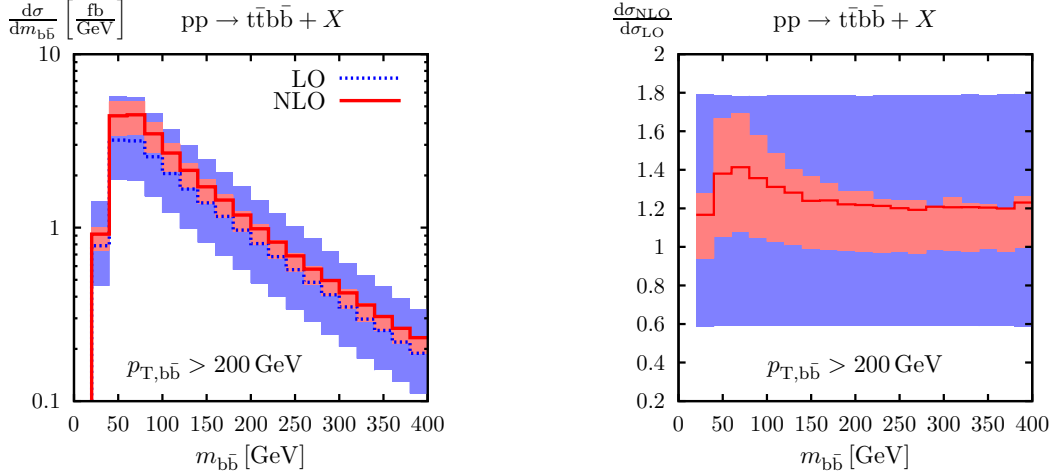 dσ/dm_bb̄ [fb/GeV] pp → tt̄bb̄ + X
10
1
0.1
LO
NLO
p_T,bb̄ > 200 GeV
0 50 100 150 200 250 300 350 400
m_bb̄ [GeV]
dσ_NLO/dσ_LO pp → tt̄bb̄ + X
2
1.8
1.6
1.4
1.2
1
0.8
0.6
0.4
0.2
p_T,bb̄ > 200 GeV
0 50 100 150 200 250 300 350 400
m_bb̄ [GeV]